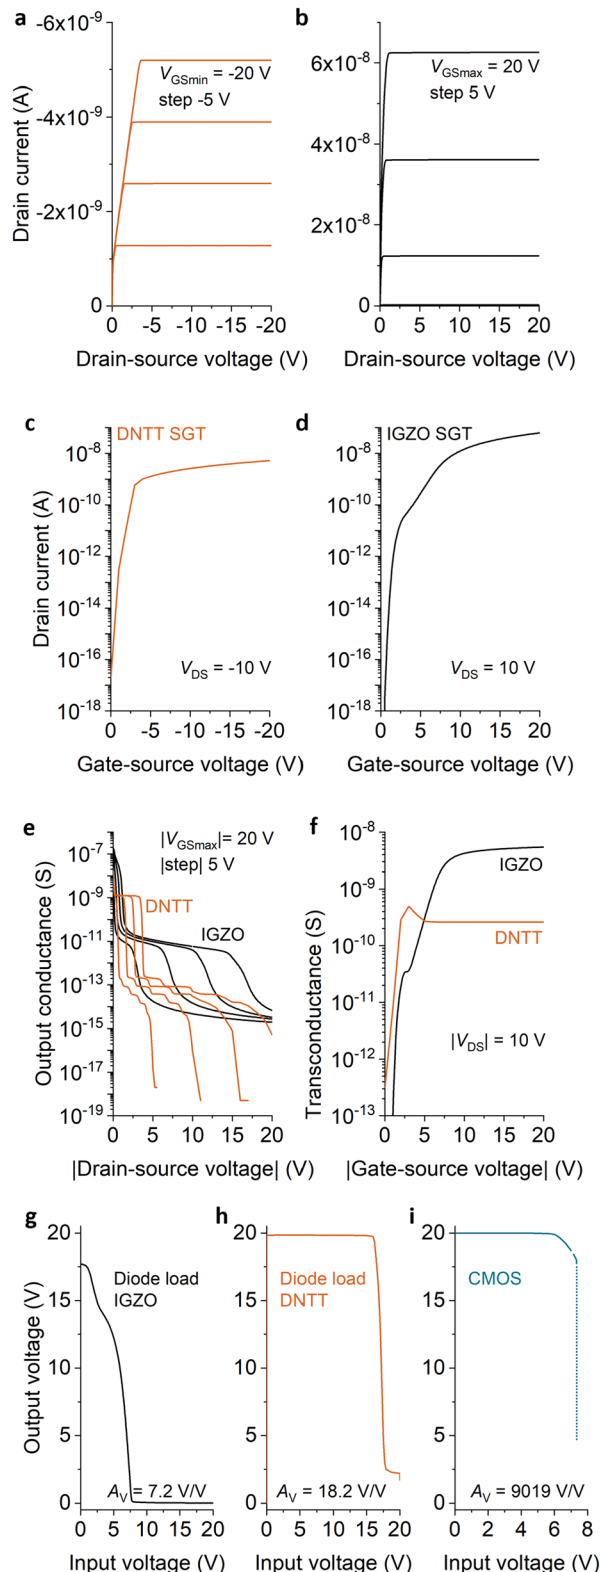 a
-6x10⁻⁹
-4x10⁻⁹
-2x10⁻⁹
0
Drain current (A)
V_GSmin = -20 V
step -5 V
0 -5 -10 -15 -20
Drain-source voltage (V)
b
6x10⁻⁸
4x10⁻⁸
2x10⁻⁸
0
V_GSmax = 20 V
step 5 V
0 5 10 15 20
Drain-source voltage (V)
c
DNTT SGT
10⁻⁸
10⁻¹⁰
10⁻¹²
10⁻¹⁴
10⁻¹⁶
10⁻¹⁸
Drain current (A)
V_DS = -10 V
0 -5 -10 -15 -20
Gate-source voltage (V)
d
IGZO SGT
10⁻⁸
10⁻¹⁰
10⁻¹²
10⁻¹⁴
10⁻¹⁶
10⁻¹⁸
V_DS = 10 V
0 5 10 15 20
Gate-source voltage (V)
e
|V_GSmax|= 20 V
|step| 5 V
10⁻⁷
10⁻⁹
10⁻¹¹
10⁻¹³
10⁻¹⁵
10⁻¹⁷
10⁻¹⁹
Output conductance (S)
DNTT
IGZO
0 5 10 15 20
|Drain-source voltage| (V)
f
10⁻⁸
10⁻⁹
10⁻¹⁰
10⁻¹¹
10⁻¹²
10⁻¹³
Transconductance (S)
IGZO
DNTT
|V_DS| = 10 V
0 5 10 15 20
|Gate-source voltage| (V)
g
20
15
10
5
0
Output voltage (V)
Diode load
IGZO
A_V = 7.2 V/V
0 5 10 15 20
Input voltage (V)
h
20
15
10
5
0
Diode load
DNTT
A_V = 18.2 V/V
0 5 10 15 20
Input voltage (V)
i
20
15
10
5
0
CMOS
A_V = 9019 V/V
0 2 4 6 8
Input voltage (V)